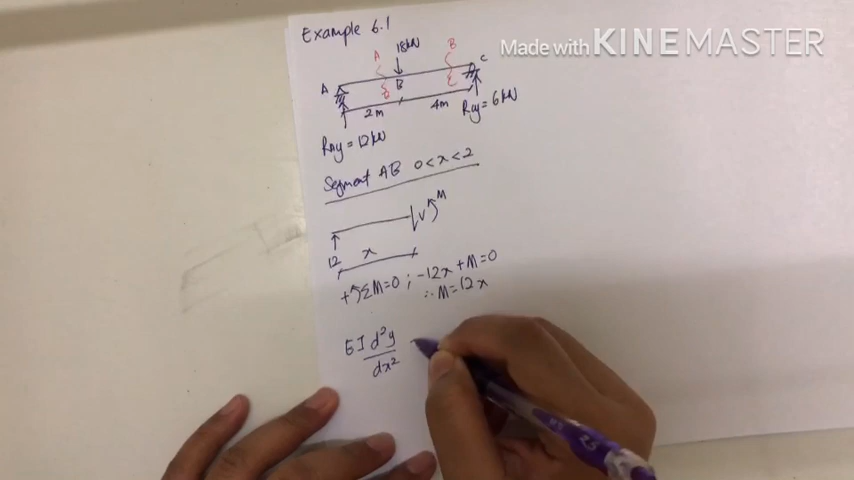 Example 6.1
Made with KINEMASTER
18kN
A
B
C
A
B
2m
4m
RAy = 12kN
Rcy = 6kN
Segment AB 0<x<2
V M
12
x
+ΣM=0 ; -12x + M=0
∴ M = 12x
EI d²y
dx²